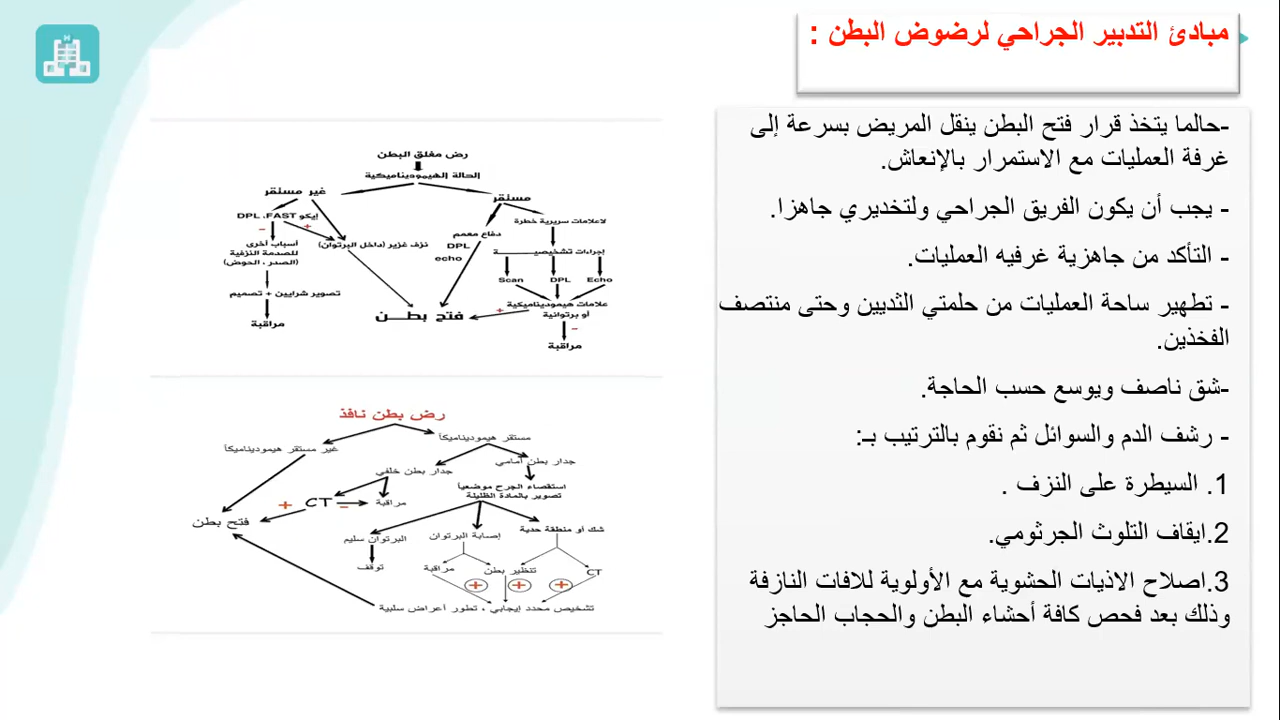 مبادئ التدبير الجراحي لرضوض البطن :
-حالما يتخذ قرار فتح البطن ينقل المريض بسرعة إلى
غرفة العمليات مع الاستمرار بالإنعاش.
- يجب أن يكون الفريق الجراحي ولتخديري جاهزا.
- التأكد من جاهزية غرفيه العمليات.
- تطهير ساحة العمليات من حلمتي الثديين وحتى منتصف
الفخذين.
-شق ناصف ويوسع حسب الحاجة.
- رشف الدم والسوائل ثم نقوم بالترتيب بـ:
1. السيطرة على النزف .
2.ايقاف التلوث الجرثومي.
3.اصلاح الاذيات الحشوية مع الأولوية للافات النازفة
وذلك بعد فحص كافة أحشاء البطن والحجاب الحاجز
رض مغلق البطن
الحالة الهيموديناميكية
مستقر
غير مستقر
لاعلامات سريرية خطرة
دفاع معمم
DPL
echo
إجراءات تشخيصيـــة
Scan
DPL
Echo
علامات هيموديناميكية
أو برتوانية
+
-
مراقبة
إيكو DPL ،FAST
-
+
نزف غزير (داخل البرتوان)
أسباب أخرى
للصدمة النزفية
(الصدر ، الحوض)
تصوير شرايين + تصميم
مراقبة
فتح بطـــن
رض بطن نافذ
مستقر هيموديناميكاً
غير مستقر هيموديناميكاً
جدار بطن أمامي
جدار بطن خلفي
استقصاء الجرح موضعياً
تصوير بالمادة الظليلة
مراقبة
-
CT
+
فتح بطن
شك أو منطقة حدية
إصابة البرتوان
البرتوان سليم
توقف
CT
تنظير بطن
مراقبة
+
+
+
تشخيص محدد إيجابي ، تطور أعراض سلبية
H